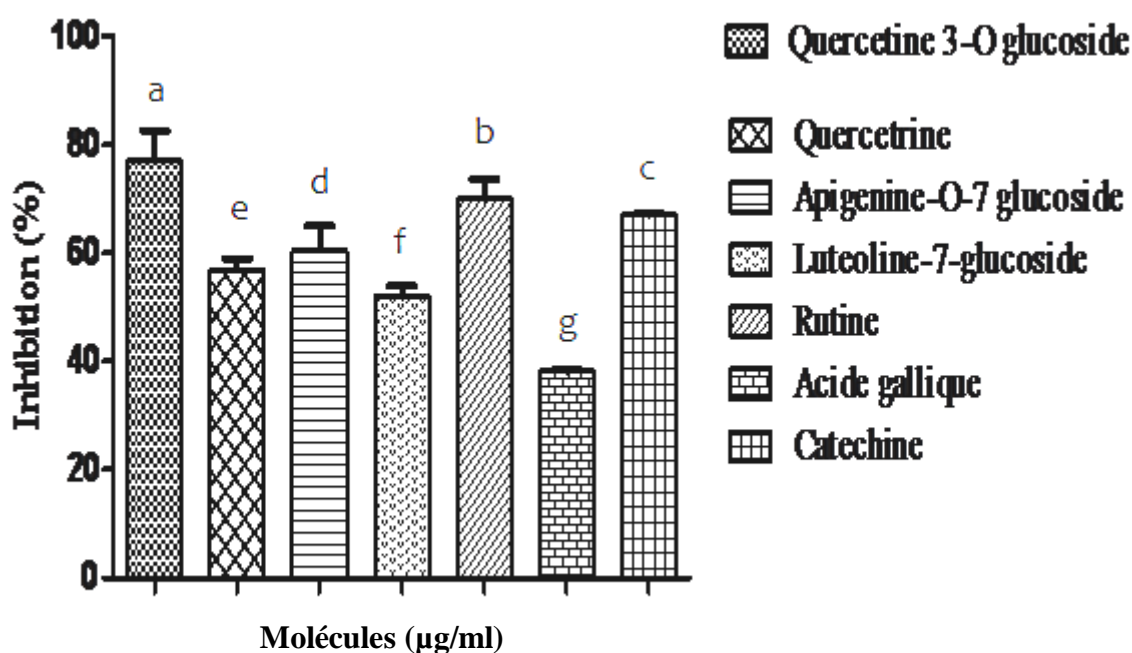 100
80
60
40
20
0
Inhibition (%)
a
e
d
f
b
g
c
Molécules (µg/ml)
Quercetine 3-O glucoside
Quercetrine
Apigenine-O-7 glucoside
Luteoline-7-glucoside
Rutine
Acide gallique
Catechine